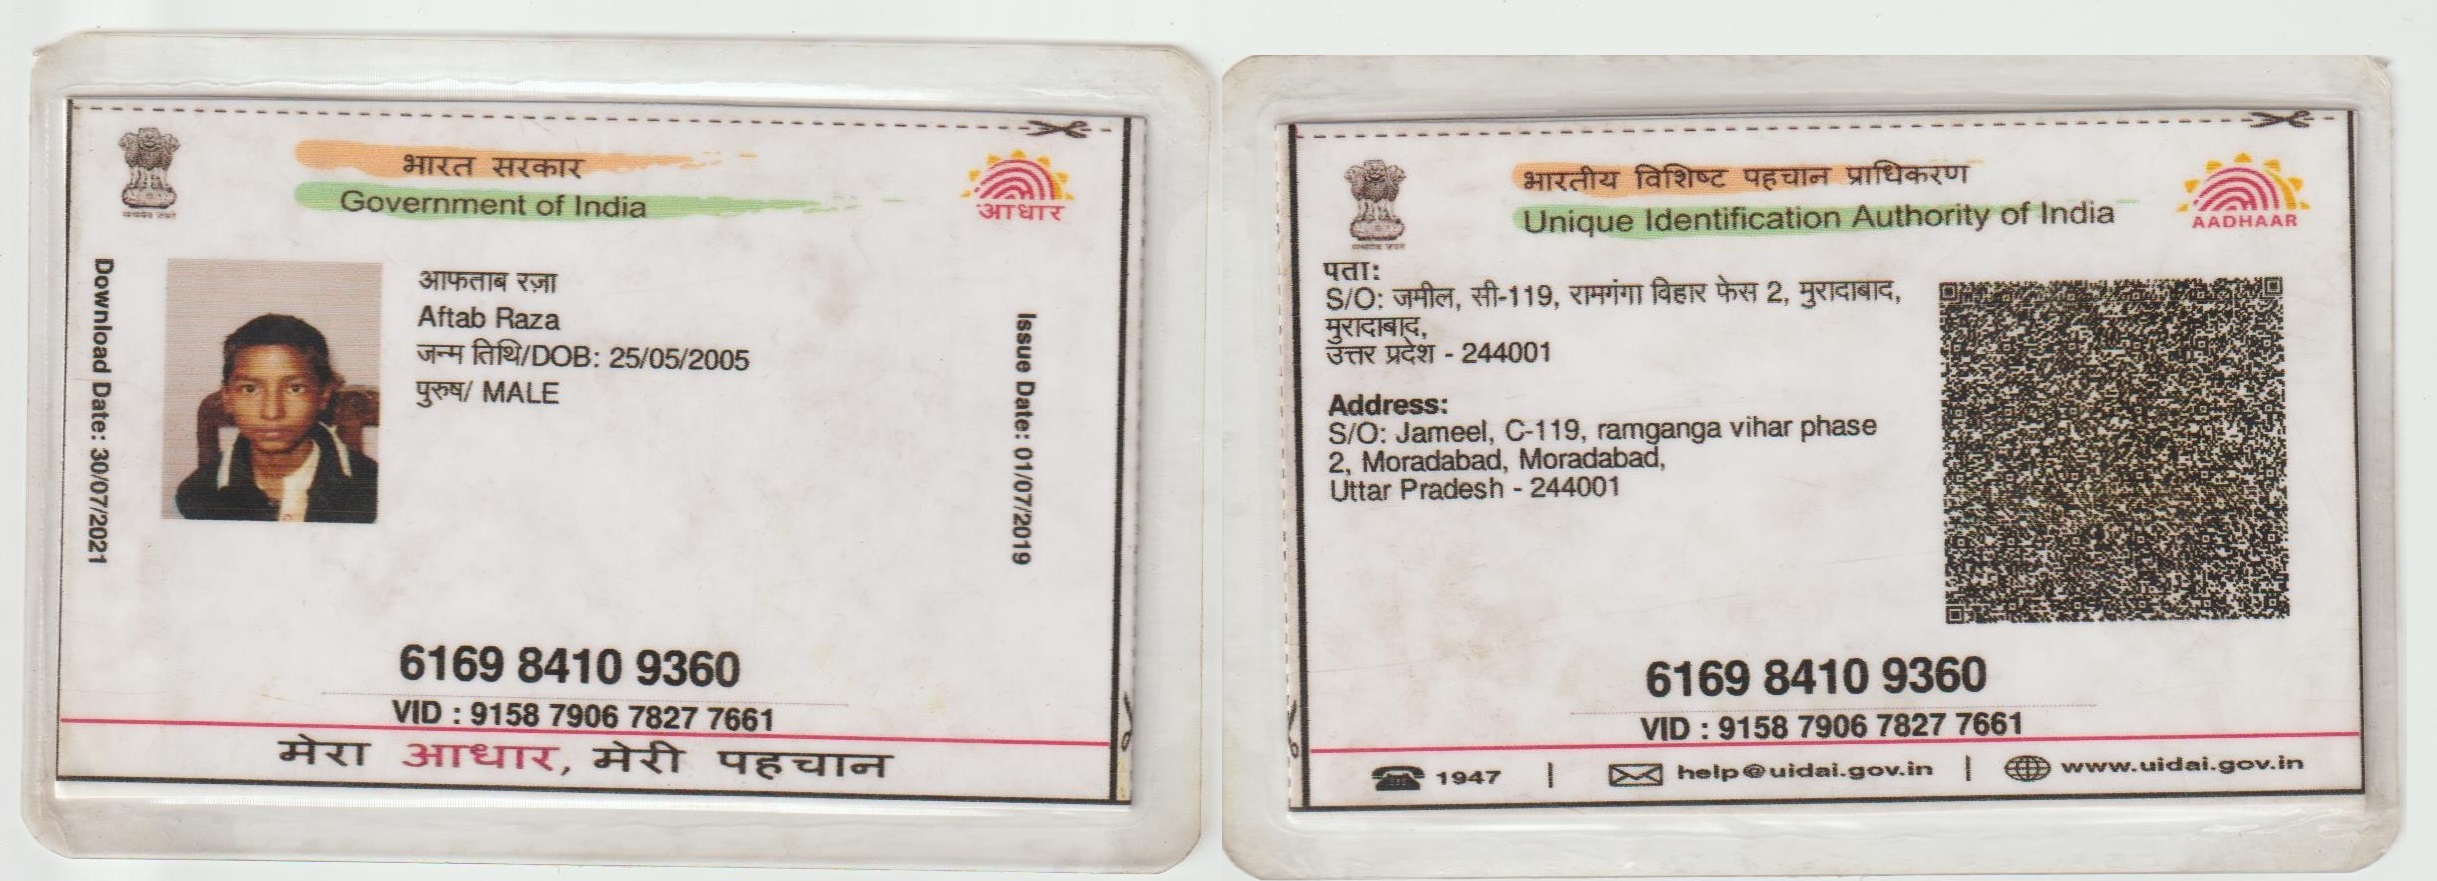 भारत सरकार
Government of India
आधार
Download Date: 30/07/2021
आफताब रज़ा
Aftab Raza
जन्म तिथि/DOB: 25/05/2005
पुरुष/ MALE
Issue Date: 01/07/2019
6169 8410 9360
VID : 9158 7906 7827 7661
मेरा आधार, मेरी पहचान
भारतीय विशिष्ट पहचान प्राधिकरण
Unique Identification Authority of India
AADHAAR
पता:
S/O: जमील, सी-119, रामगंगा विहार फेस 2, मुरादाबाद,
मुरादाबाद,
उत्तर प्रदेश - 244001
Address:
S/O: Jameel, C-119, ramganga vihar phase
2, Moradabad, Moradabad,
Uttar Pradesh - 244001
6169 8410 9360
VID : 9158 7906 7827 7661
1947 | help@uidai.gov.in | www.uidai.gov.in